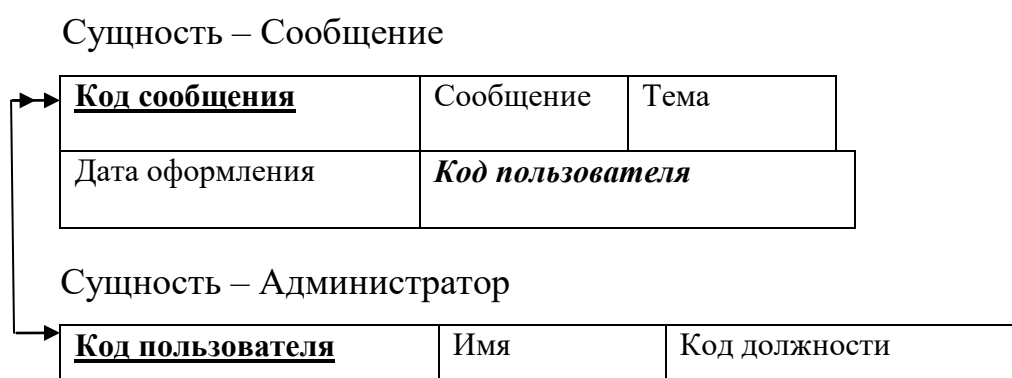 Сущность – Сообщение
Код сообщения Сообщение Тема
Дата оформления Код пользователя
Сущность – Администратор
Код пользователя Имя Код должности